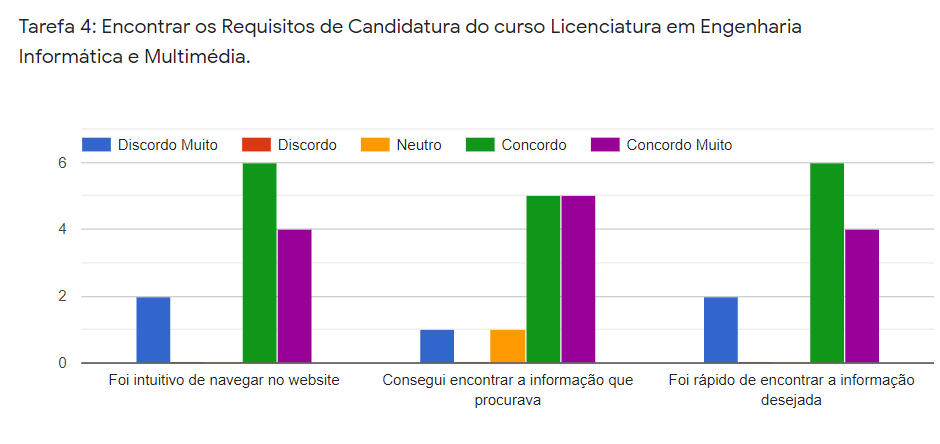 Tarefa 4: Encontrar os Requisitos de Candidatura do curso Licenciatura em Engenharia
Informática e Multimédia.
Discordo Muito
Discordo
Neutro
Concordo
Concordo Muito
6
4
2
0
Foi intuitivo de navegar no website
Consegui encontrar a informação que
procurava
Foi rápido de encontrar a informação
desejada